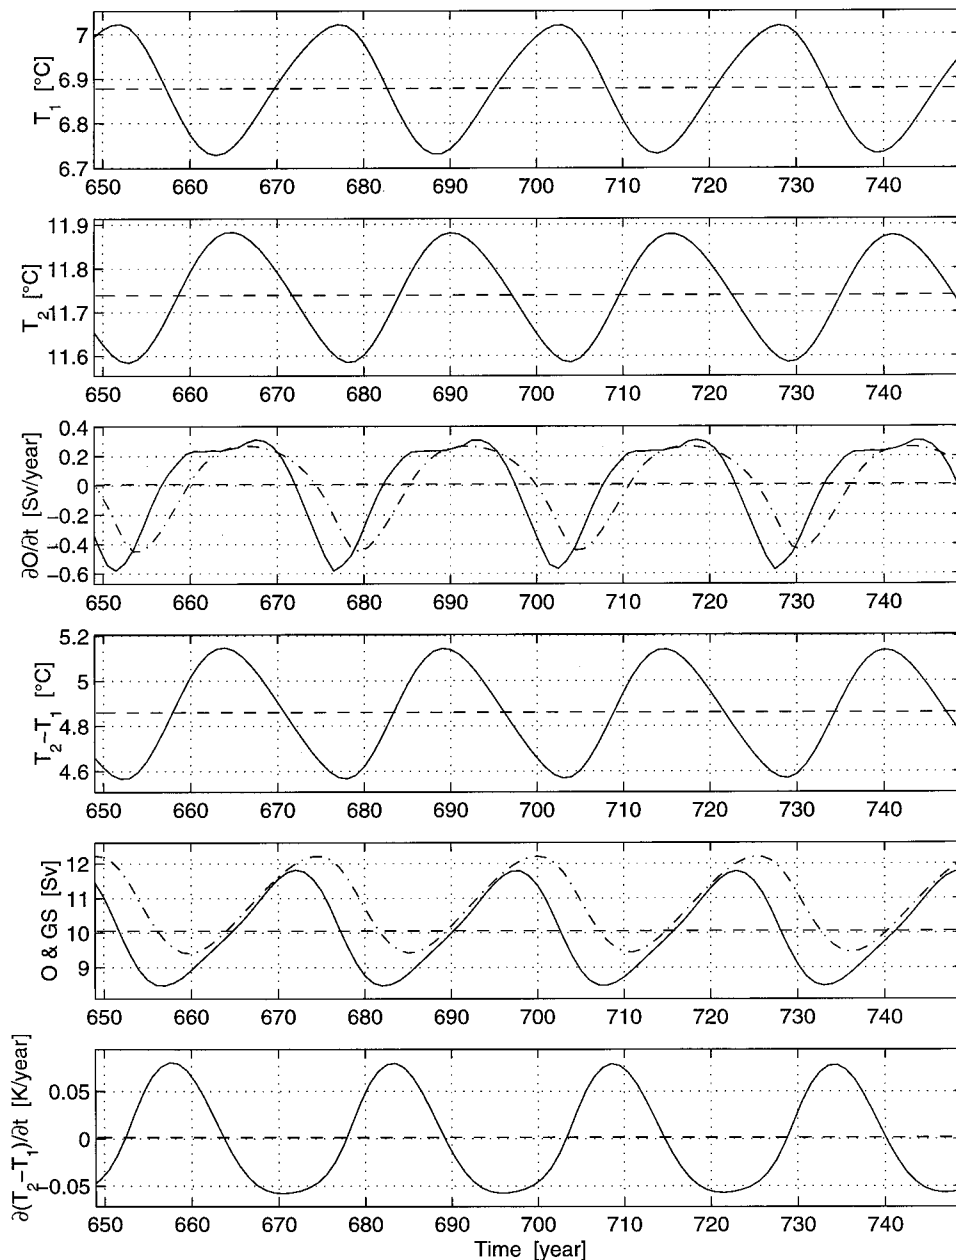 T₁ [°C]
7
6.9
6.8
6.7
650 660 670 680 690 700 710 720 730 740
T₂ [°C]
11.9
11.8
11.7
11.6
650 660 670 680 690 700 710 720 730 740
∂O/∂t [Sv/year]
0.4
0.2
0
−0.2
−0.4
−0.6
650 660 670 680 690 700 710 720 730 740
T₂−T₁ [°C]
5.2
5
4.8
4.6
650 660 670 680 690 700 710 720 730 740
O & GS [Sv]
12
11
10
9
650 660 670 680 690 700 710 720 730 740
∂(T₂−T₁)/∂t [K/year]
0.05
0
−0.05
650 660 670 680 690 700 710 720 730 740
Time [year]